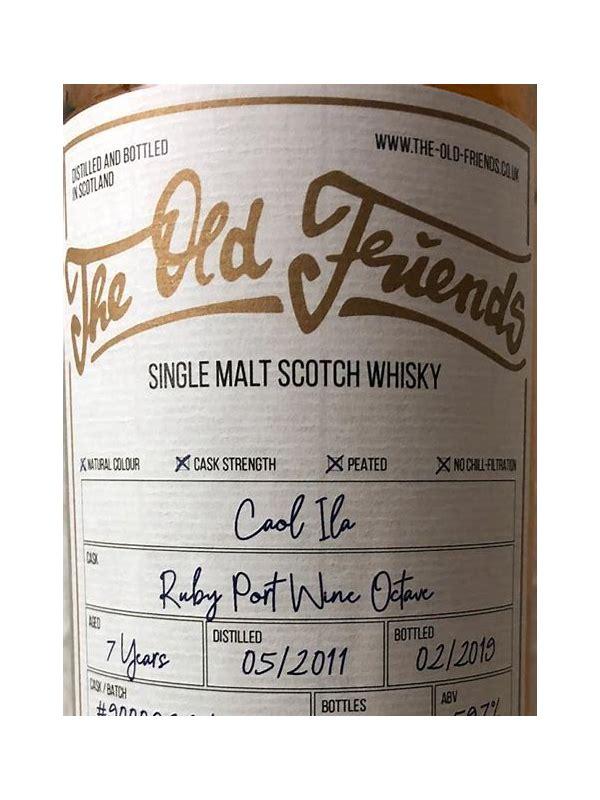 DISTILLED AND BOTTLED
IN SCOTLAND
WWW.THE-OLD-FRIENDS.CO.UK
The Old Friends
SINGLE MALT SCOTCH WHISKY
NATURAL COLOUR CASK STRENGTH PEATED NO CHILL-FILTRATION
Caol Ila
CASK
Ruby Port Wine Octave
AGED DISTILLED BOTTLED
7 Years 05/2011 02/2019
CASK / BATCH BOTTLES ABV